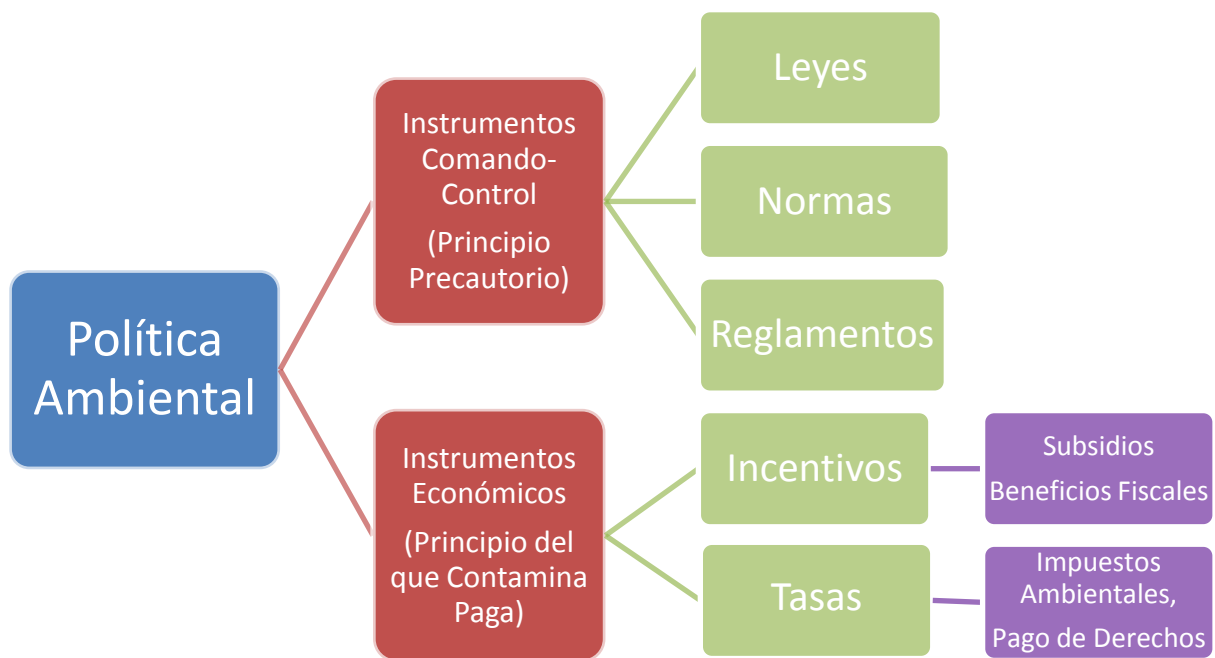 Política
Ambiental
Instrumentos
Comando-
Control
(Principio
Precautorio)
Leyes
Normas
Reglamentos
Instrumentos
Económicos
(Principio del
que Contamina
Paga)
Incentivos
Subsidios
Beneficios Fiscales
Tasas
Impuestos
Ambientales,
Pago de Derechos